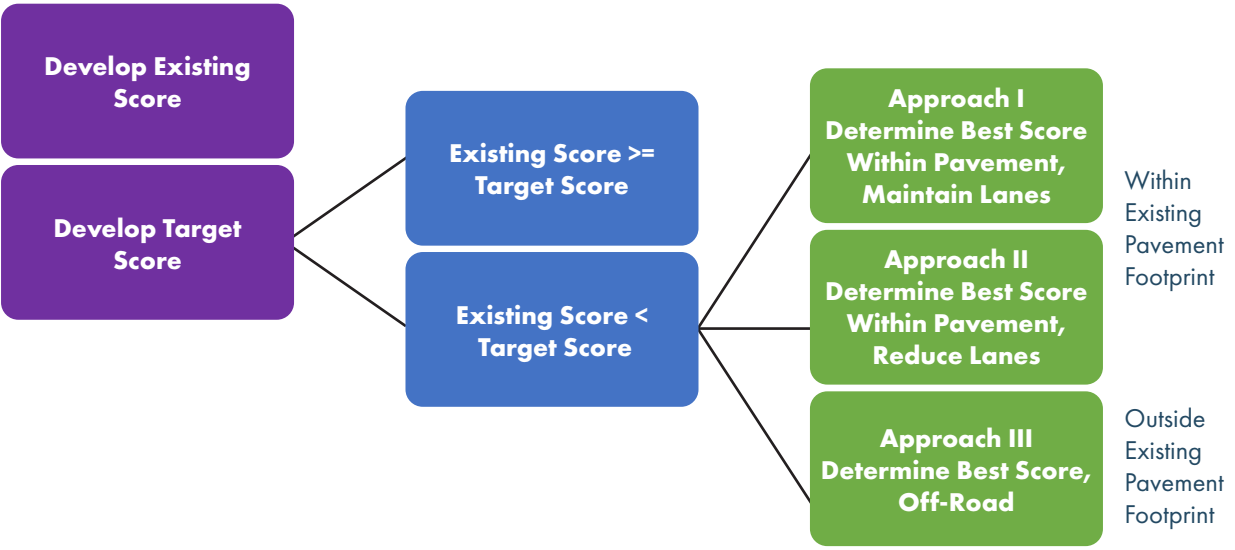 Develop Existing
Score
Develop Target
Score
Existing Score >=
Target Score
Existing Score <
Target Score
Approach I
Determine Best Score
Within Pavement,
Maintain Lanes
Approach II
Determine Best Score
Within Pavement,
Reduce Lanes
Approach III
Determine Best Score,
Off-Road
Within
Existing
Pavement
Footprint
Outside
Existing
Pavement
Footprint